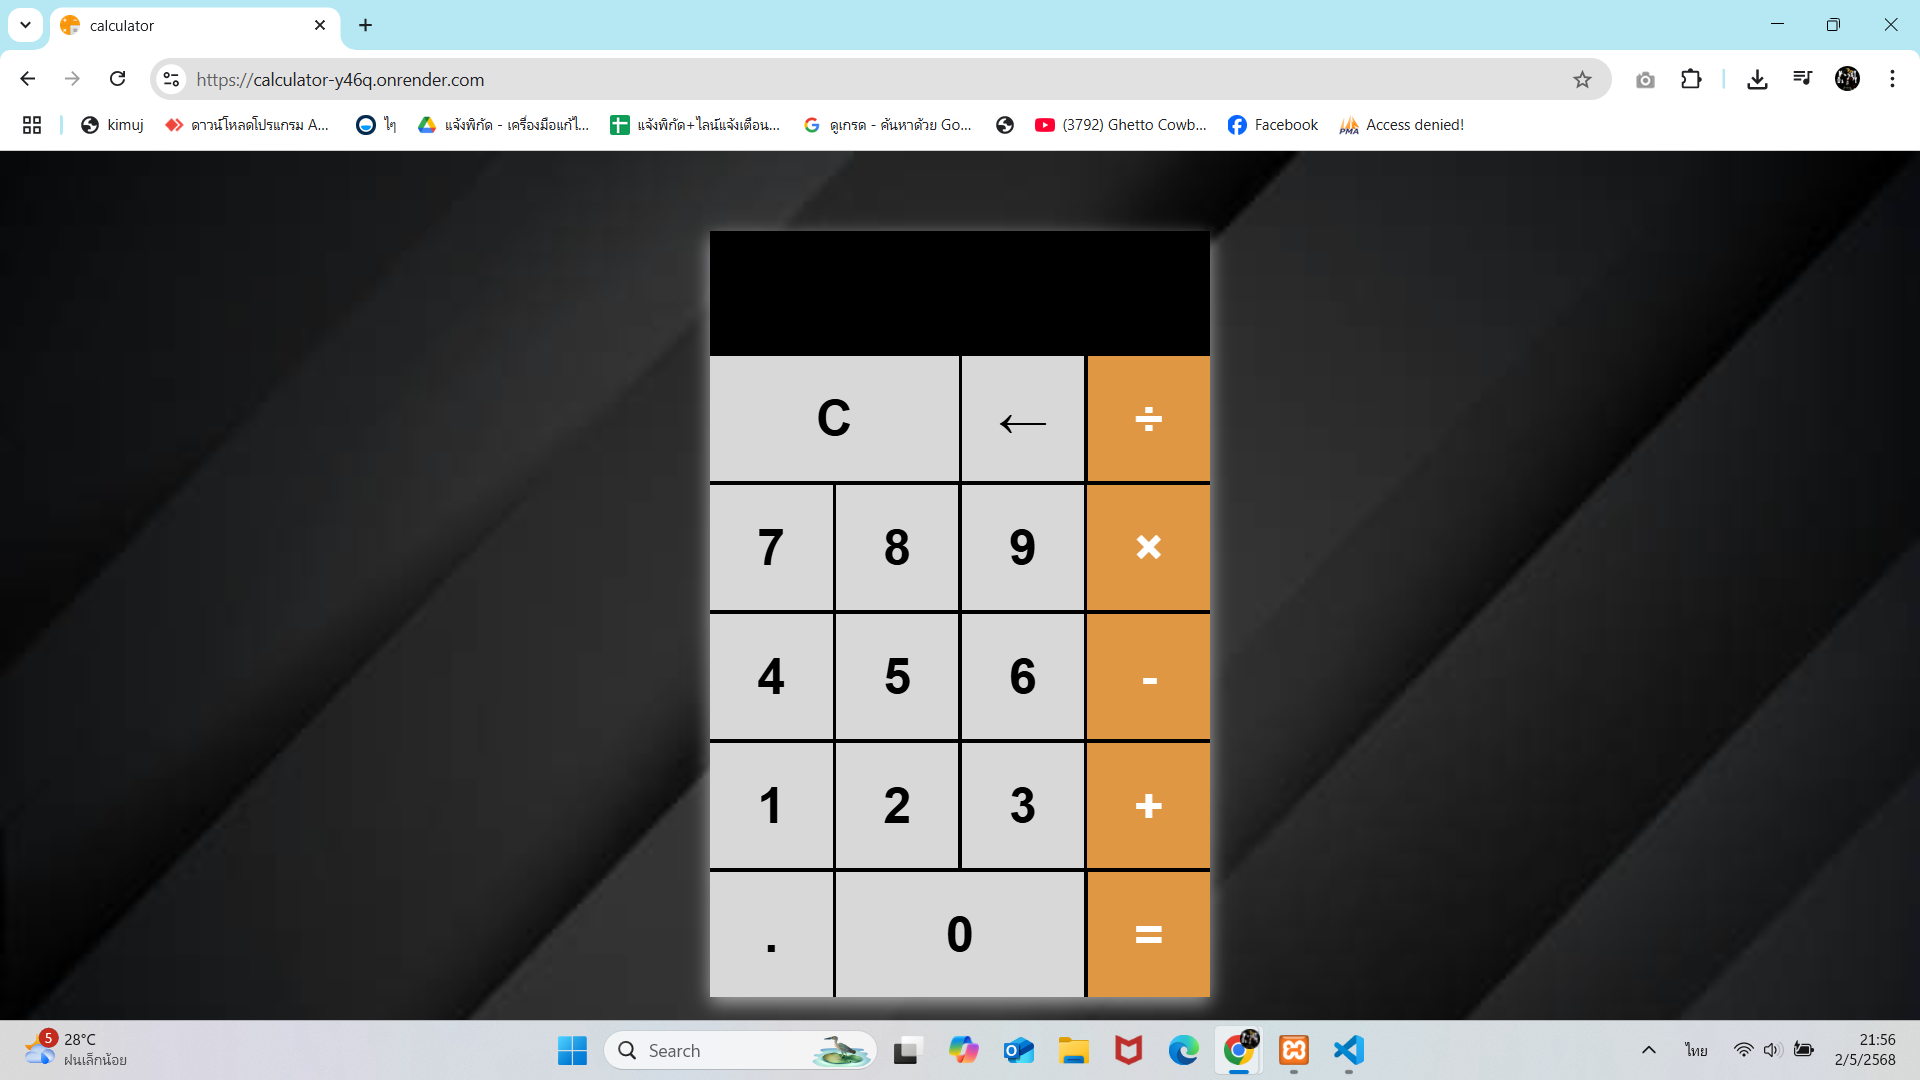 calculator
https://calculator-y46q.onrender.com
kimuj
ดาวน์โหลดโปรแกรม A...
ไๆ
แจ้งพิกัด - เครื่องมือแก้ไ...
แจ้งพิกัด+ไลน์แจ้งเตือน...
ดูเกรด - ค้นหาด้วย Go...
(3792) Ghetto Cowb...
Facebook
PMA
Access denied!
C ← ÷
7 8 9 ×
4 5 6 -
1 2 3 +
. 0 =
5
28°C
ฝนเล็กน้อย
Search
ไทย
21:56
2/5/2568